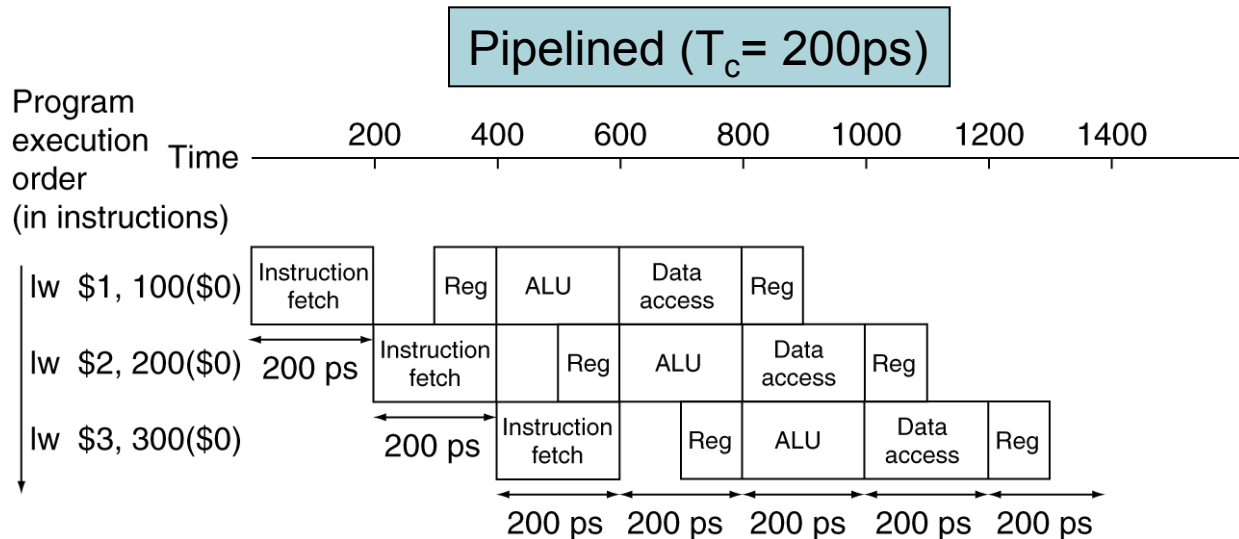 Pipelined (Tc= 200ps)
Program
execution
order
(in instructions)
Time
200 400 600 800 1000 1200 1400
lw $1, 100($0)
Instruction
fetch
Reg
ALU
Data
access
Reg
lw $2, 200($0)
200 ps
Instruction
fetch
Reg
ALU
Data
access
Reg
lw $3, 300($0)
200 ps
Instruction
fetch
Reg
ALU
Data
access
Reg
200 ps 200 ps 200 ps 200 ps 200 ps